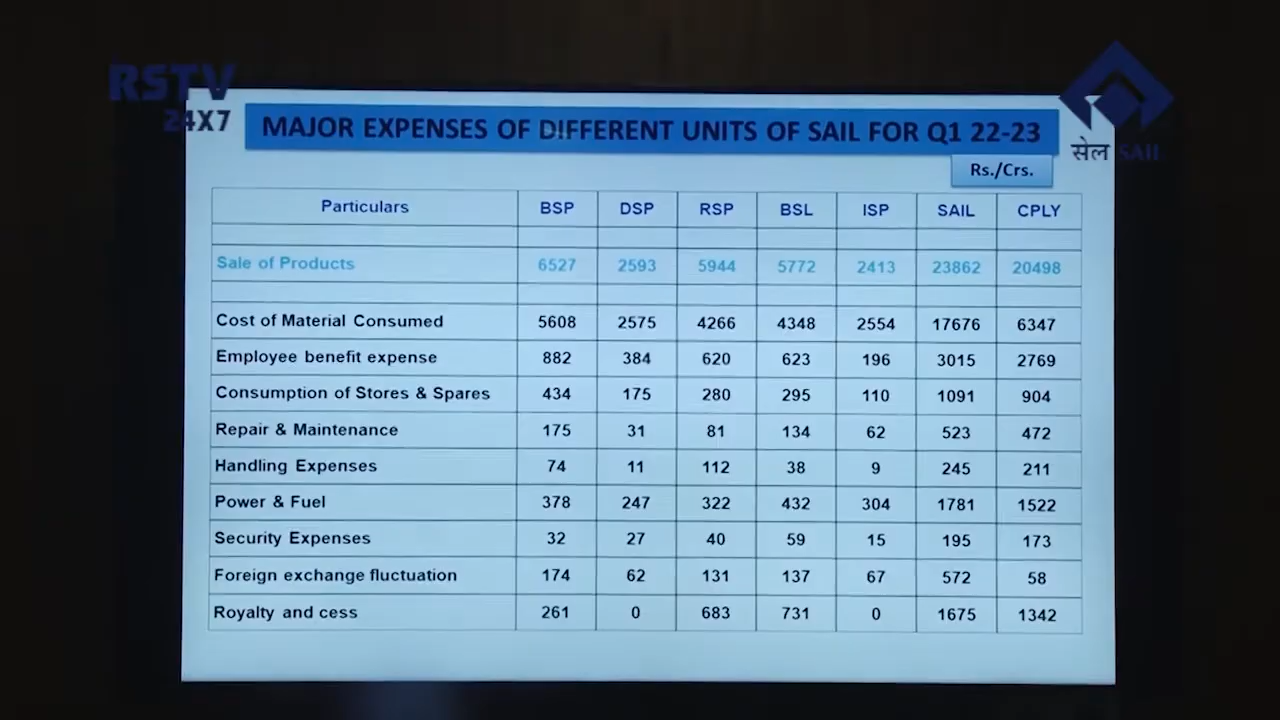 RSTV
24X7
MAJOR EXPENSES OF DIFFERENT UNITS OF SAIL FOR Q1 22-23
सेल SAIL
Rs./Crs.
Particulars BSP DSP RSP BSL ISP SAIL CPLY
Sale of Products 6527 2593 5944 5772 2413 23862 20498
Cost of Material Consumed 5608 2575 4266 4348 2554 17676 6347
Employee benefit expense 882 384 620 623 196 3015 2769
Consumption of Stores & Spares 434 175 280 295 110 1091 904
Repair & Maintenance 175 31 81 134 62 523 472
Handling Expenses 74 11 112 38 9 245 211
Power & Fuel 378 247 322 432 304 1781 1522
Security Expenses 32 27 40 59 15 195 173
Foreign exchange fluctuation 174 62 131 137 67 572 58
Royalty and cess 261 0 683 731 0 1675 1342